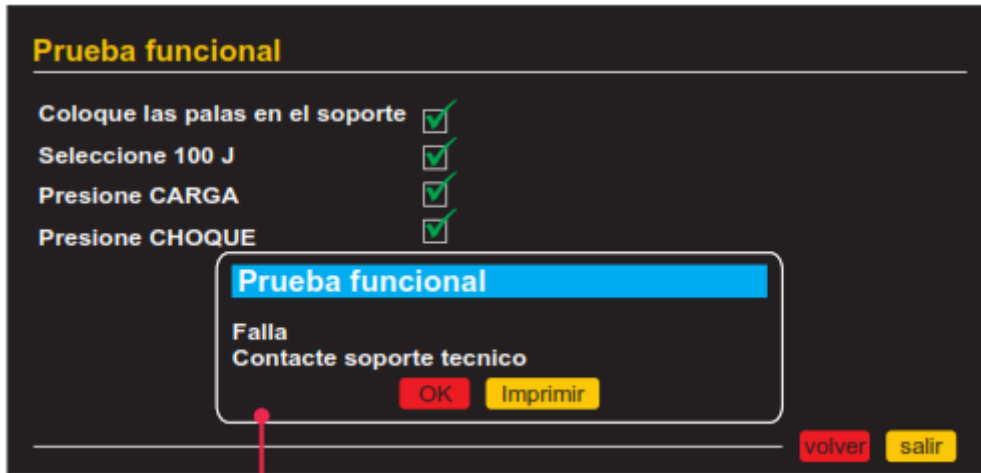 Prueba funcional
Coloque las palas en el soporte
Seleccione 100 J
Presione CARGA
Presione CHOQUE
Prueba funcional
Falla
Contacte soporte tecnico
OK Imprimir
volver salir